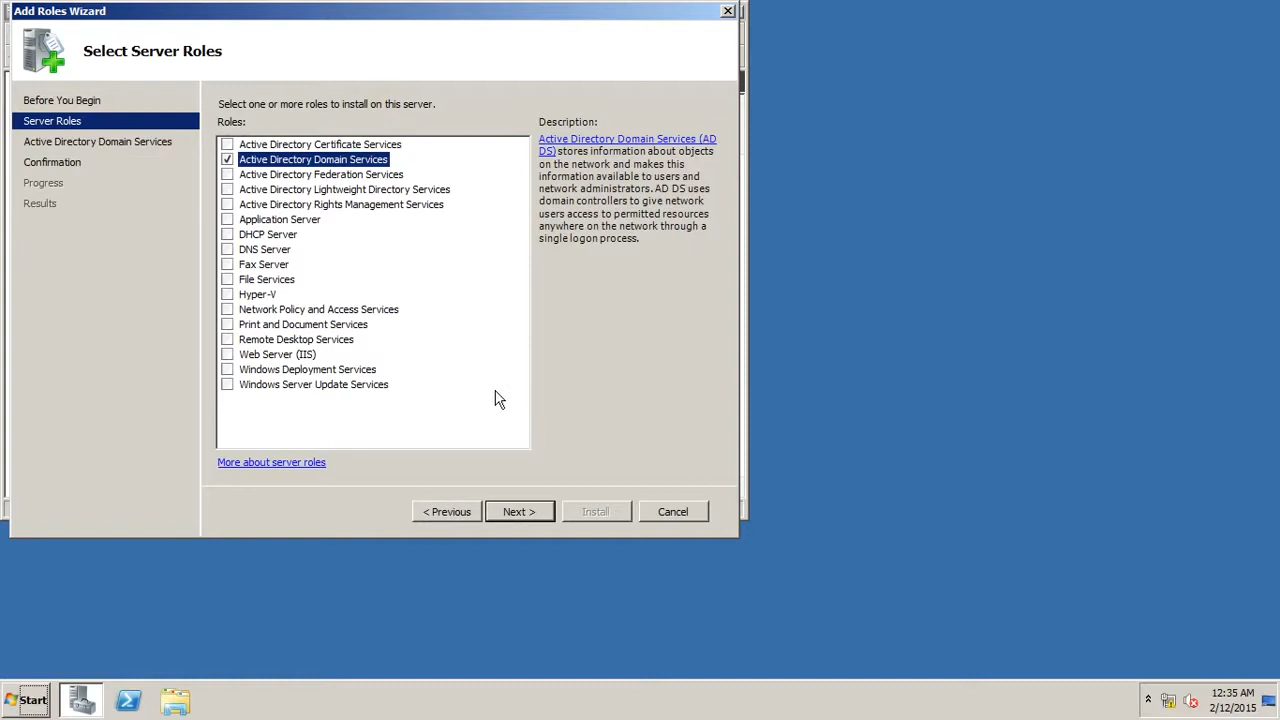 Add Roles Wizard
Select Server Roles
Before You Begin
Server Roles
Active Directory Domain Services
Confirmation
Progress
Results
Select one or more roles to install on this server.
Roles:
Active Directory Certificate Services
Active Directory Domain Services
Active Directory Federation Services
Active Directory Lightweight Directory Services
Active Directory Rights Management Services
Application Server
DHCP Server
DNS Server
Fax Server
File Services
Hyper-V
Network Policy and Access Services
Print and Document Services
Remote Desktop Services
Web Server (IIS)
Windows Deployment Services
Windows Server Update Services
More about server roles
Description:
Active Directory Domain Services (AD
DS) stores information about objects
on the network and makes this
information available to users and
network administrators. AD DS uses
domain controllers to give network
users access to permitted resources
anywhere on the network through a
single logon process.
< Previous
Next >
Install
Cancel
Start
12:35 AM
2/12/2015